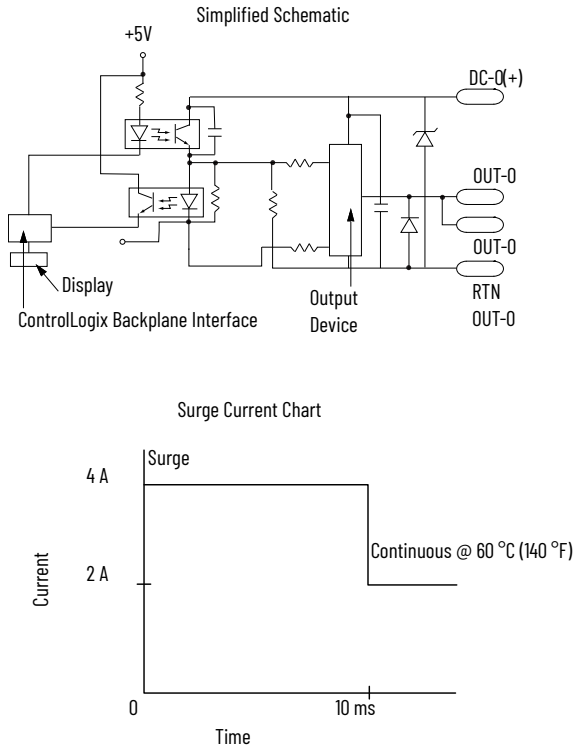 Simplified Schematic
+5V
DC-0(+)
OUT-0
OUT-0
RTN
OUT-0
Display
ControlLogix Backplane Interface
Output
Device
Surge Current Chart
Surge
4 A
Continuous @ 60 °C (140 °F)
2 A
Current
0
10 ms
Time